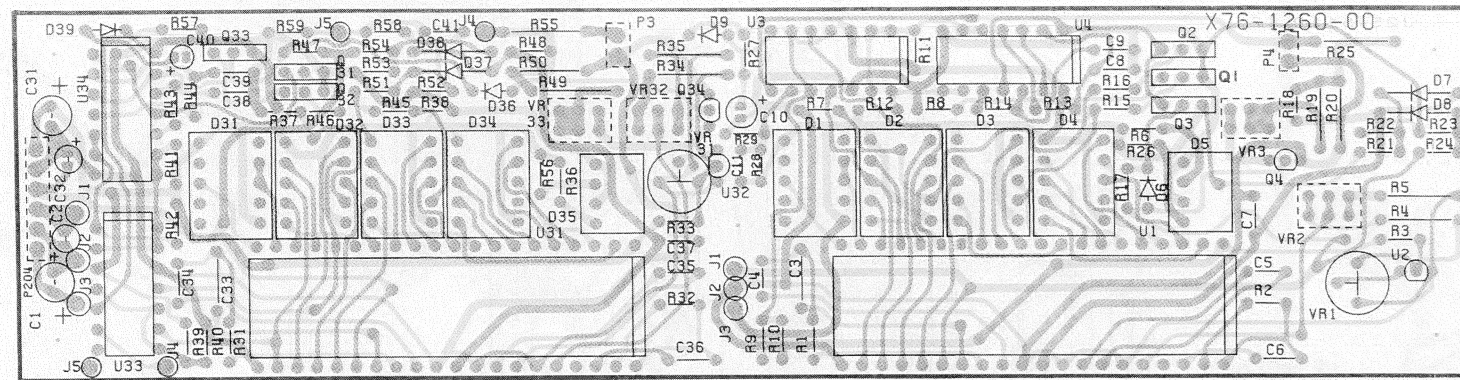 X76-1260-00
D39 R57 Q33 R59 J5 R58 C41 J4 R55 P3 D9 U3 U4 Q2 P4 R25
C40 R47 R54 D38 R48 R35 R27 R11 C9
C31 U34 R53 D37 R50 R34 C8 Q1 D7
C39 31 R51 R52 R49 VR32 Q34 R16 D8
R43 R44 C38 32 R45 R38 D36 VR 33 C10 R7 R12 R8 R14 R13 R15 Q3 R18 R19 R20 R22 R23
D31 R37 R46 D32 D33 D34 VR 31 R29 D1 D2 D3 D4 R6 R26 D5 VR3 R21 R24
R41 C32 R56 R36 C11 R28 R17 D6 Q4
J1 C2 U32 R5
R42 D35 U31 R33 U1 C7 VR2 R4
J2 C37 R3
P204 C34 C33 C35 J1 C4 C3 C5 U2
J3 R32 J2 R2
C1 R39 R40 R31 J3 R9 R10 R1 VR1
J5 U33 J4 C36 C6